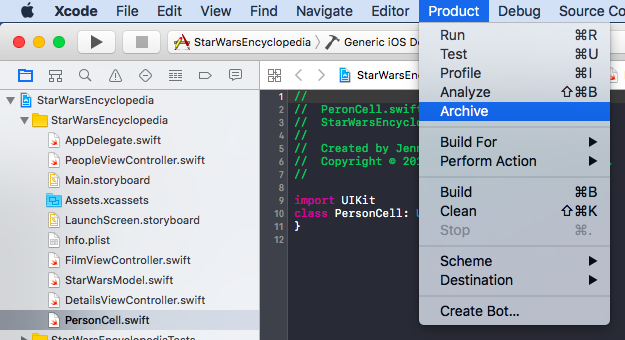 Xcode File Edit View Find Navigate Editor Product Debug Source Co
StarWarsEncyclopedia Generic iOS D
StarWarsEn
StarWarsEncyclopedia
StarWarsEncyclopedia
AppDelegate.swift
PeopleViewController.swift
Main.storyboard
Assets.xcassets
LaunchScreen.storyboard
Info.plist
FilmViewController.swift
StarWarsModel.swift
DetailsViewController.swift
PersonCell.swift
StarWarsEncyclopediaTests
1 //
2 // PeronCell.swift
3 // StarWarsEncyclo
4 //
5 // Created by Jenn
6 // Copyright © 201
7 //
8
9 import UIKit
10 class PersonCell: U
11 }
12
Run ⌘R
Test ⌘U
Profile ⌘I
Analyze ⇧⌘B
Archive
Build For
Perform Action
Build ⌘B
Clean ⇧⌘K
Stop ⌘.
Scheme
Destination
Create Bot...